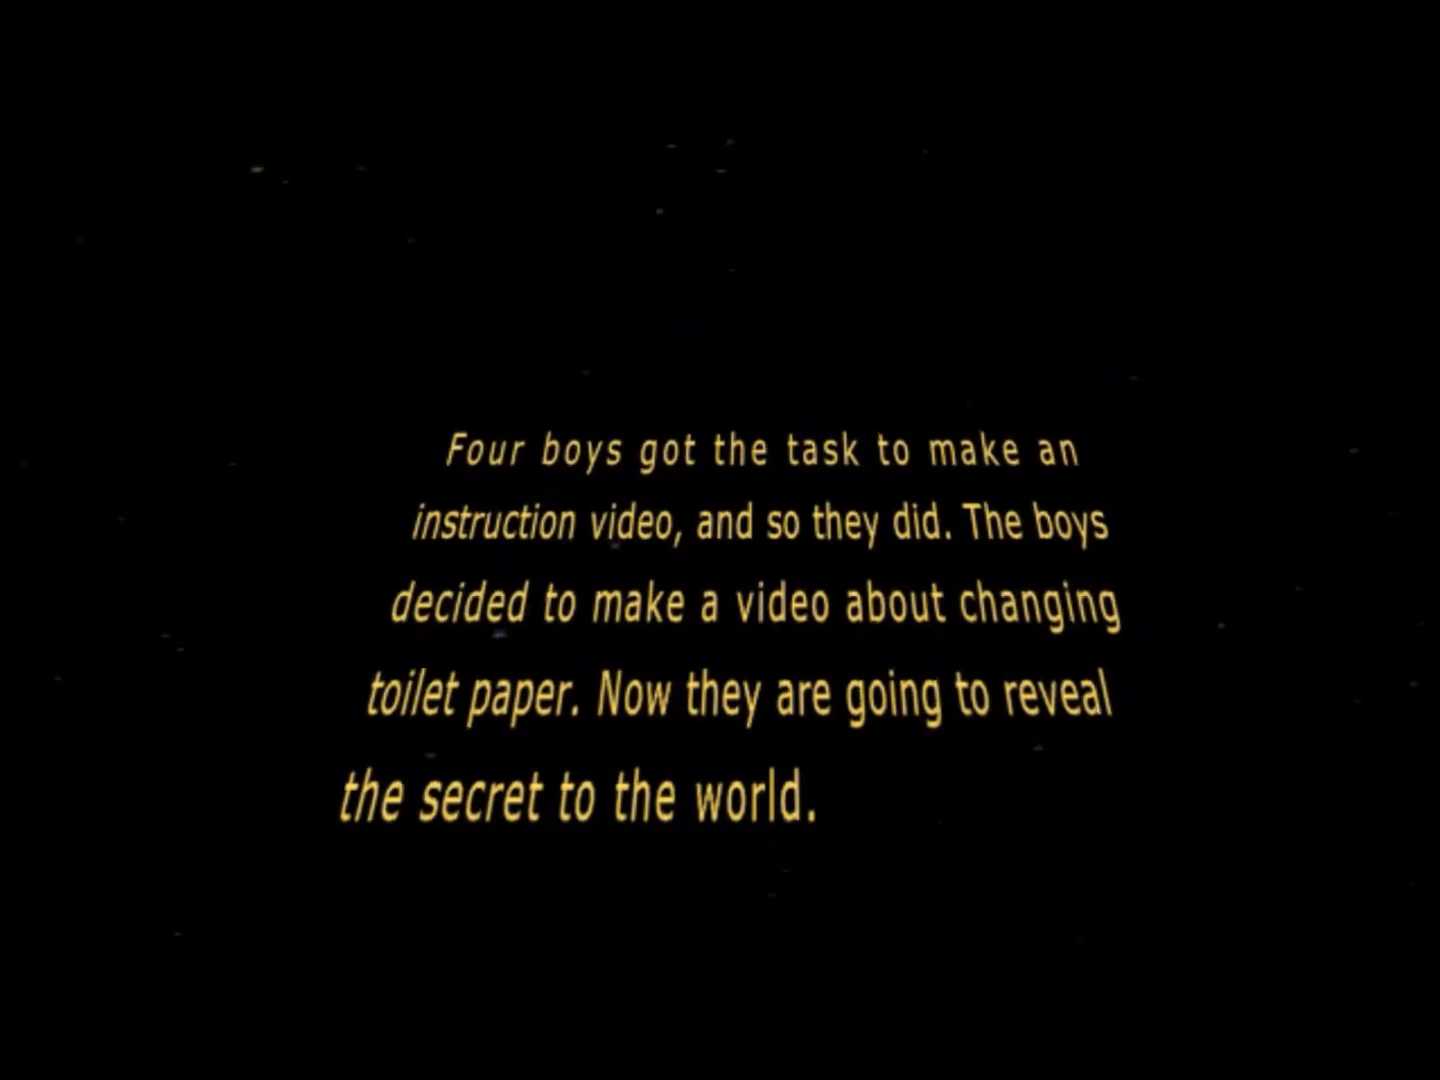 Four boys got the task to make an
instruction video, and so they did. The boys
decided to make a video about changing
toilet paper. Now they are going to reveal
the secret to the world.